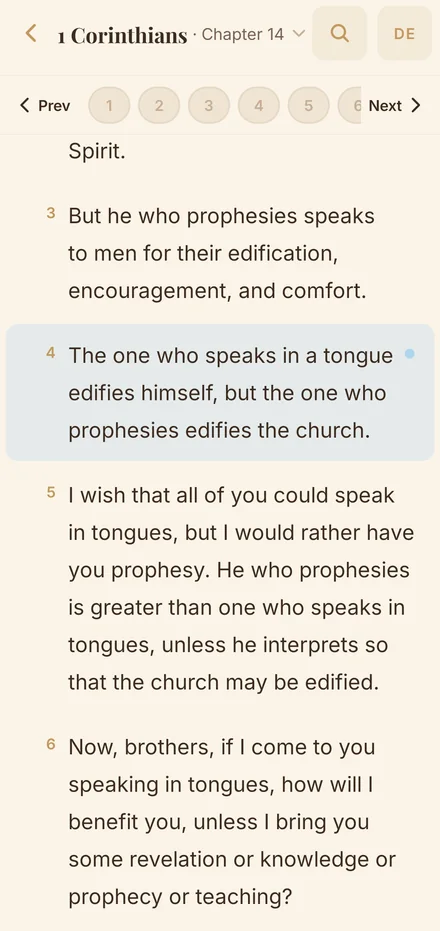 1 Corinthians · Chapter 14
DE
Prev 1 2 3 4 5 6 Next
Spirit.
3 But he who prophesies speaks
to men for their edification,
encouragement, and comfort.
4 The one who speaks in a tongue
edifies himself, but the one who
prophesies edifies the church.
5 I wish that all of you could speak
in tongues, but I would rather have
you prophesy. He who prophesies
is greater than one who speaks in
tongues, unless he interprets so
that the church may be edified.
6 Now, brothers, if I come to you
speaking in tongues, how will I
benefit you, unless I bring you
some revelation or knowledge or
prophecy or teaching?